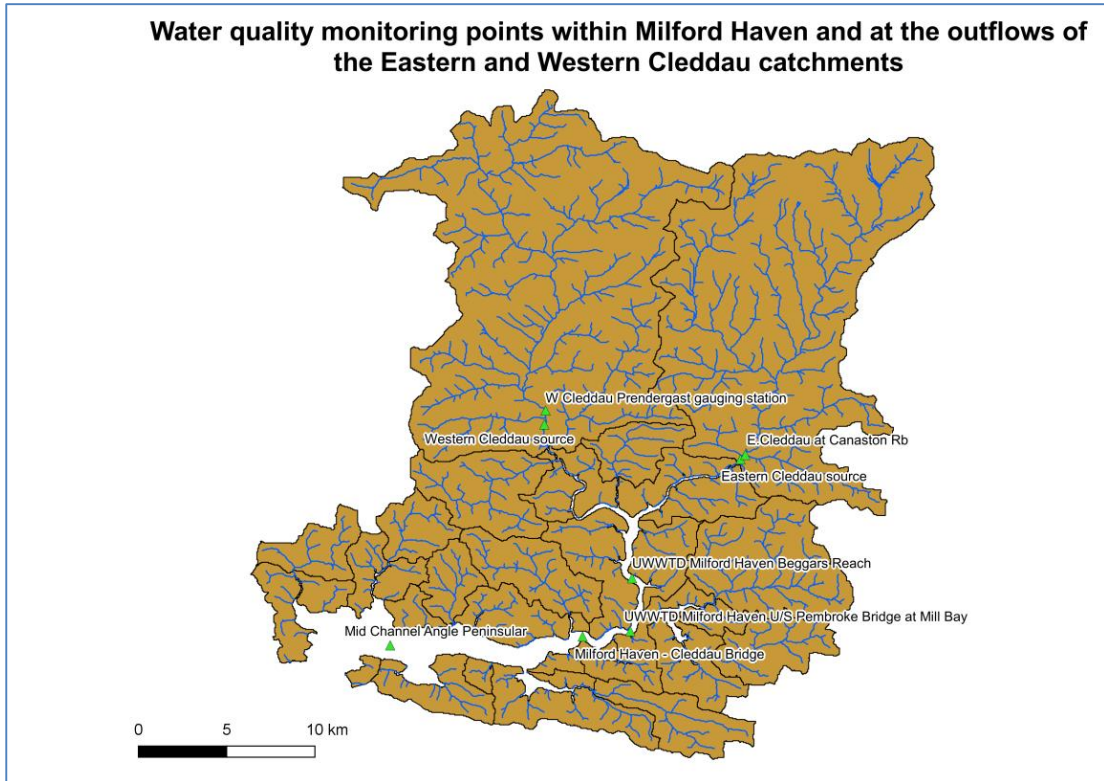 Water quality monitoring points within Milford Haven and at the outflows of
the Eastern and Western Cleddau catchments
W Cleddau Prendergast gauging station
Western Cleddau source
E.Cleddau at Canaston Rb
Eastern Cleddau source
UWWTD Milford Haven Beggars Reach
UWWTD Milford Haven U/S Pembroke Bridge at Mill Bay
Mid Channel Angle Peninsular
Milford Haven - Cleddau Bridge
0 5 10 km